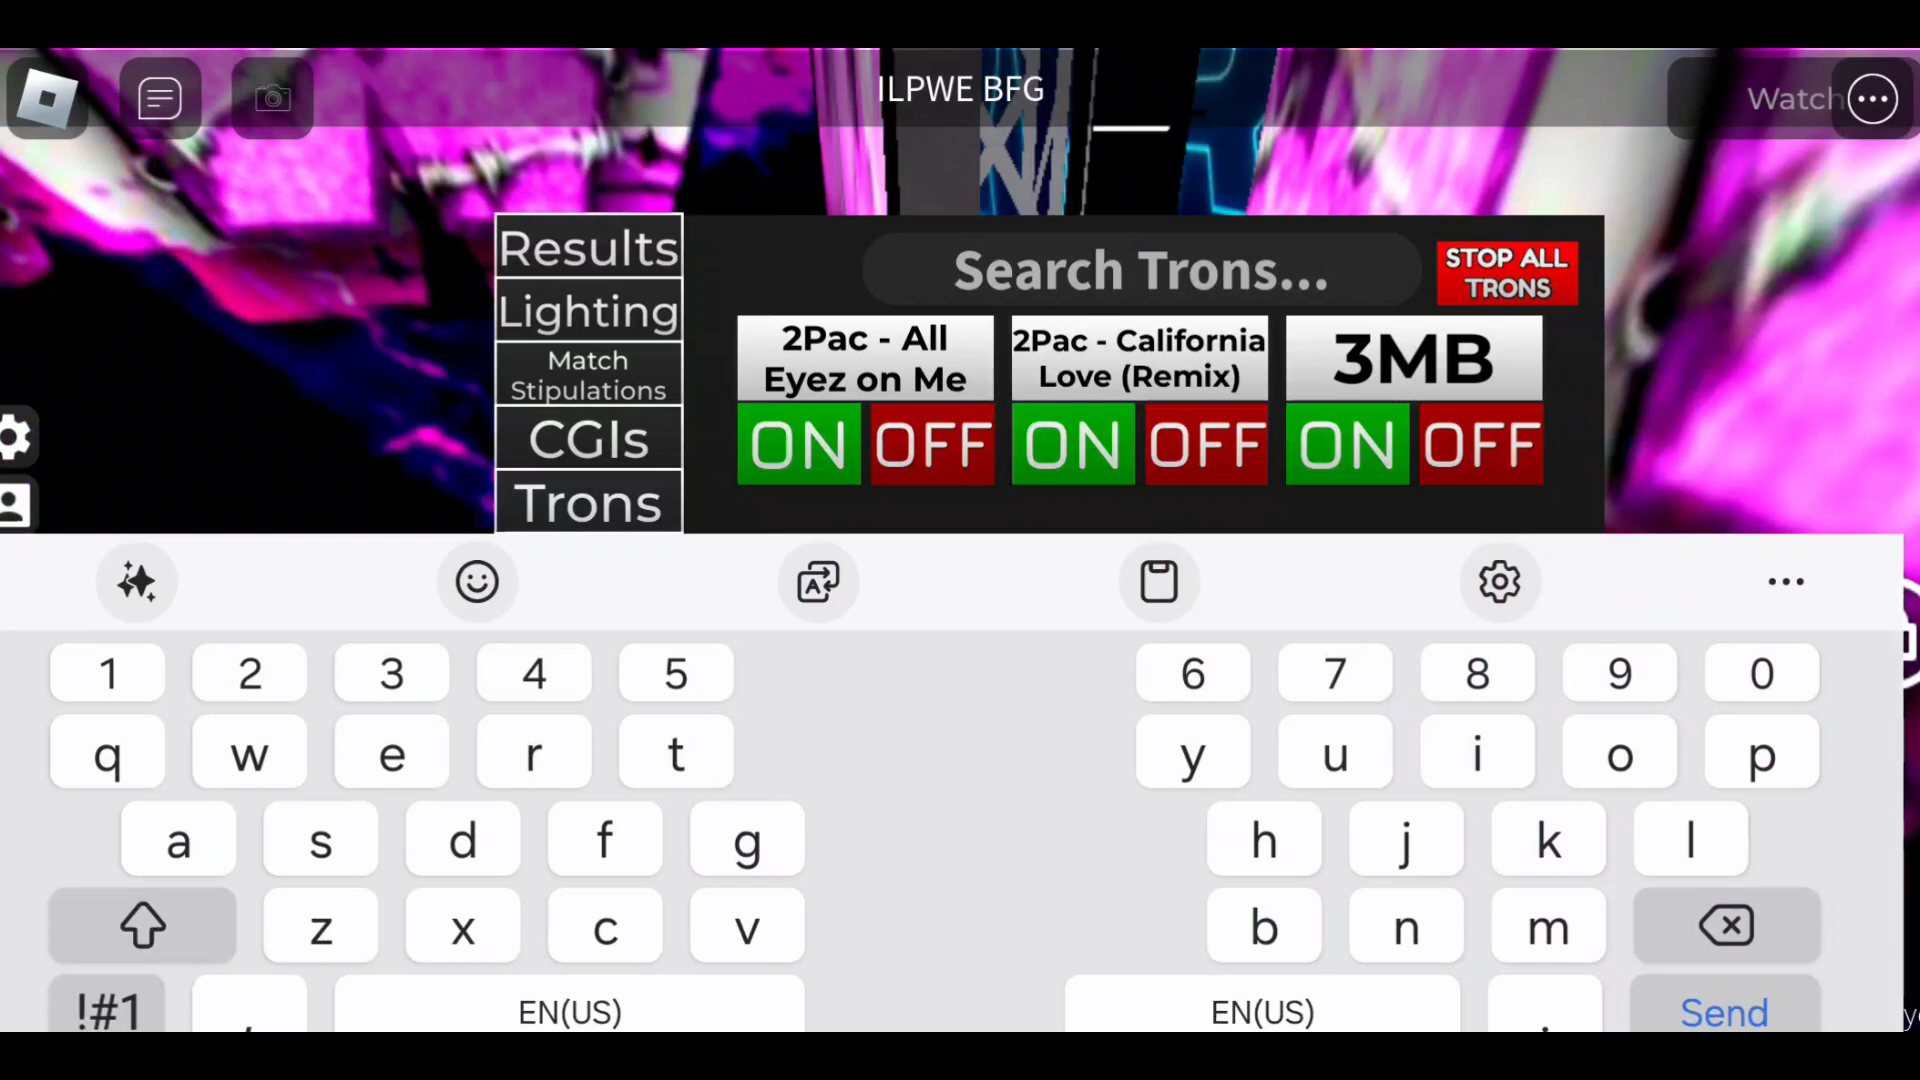 ILPWE BFG
Watch
Results
Lighting
Match
Stipulations
CGIs
Trons
Search Trons...
STOP ALL
TRONS
2Pac - All
Eyez on Me
ON OFF
2Pac - California
Love (Remix)
ON OFF
3MB
ON OFF
1 2 3 4 5 6 7 8 9 0
q w e r t y u i o p
a s d f g h j k l
z x c v b n m
!#1 , EN(US) EN(US) . Send